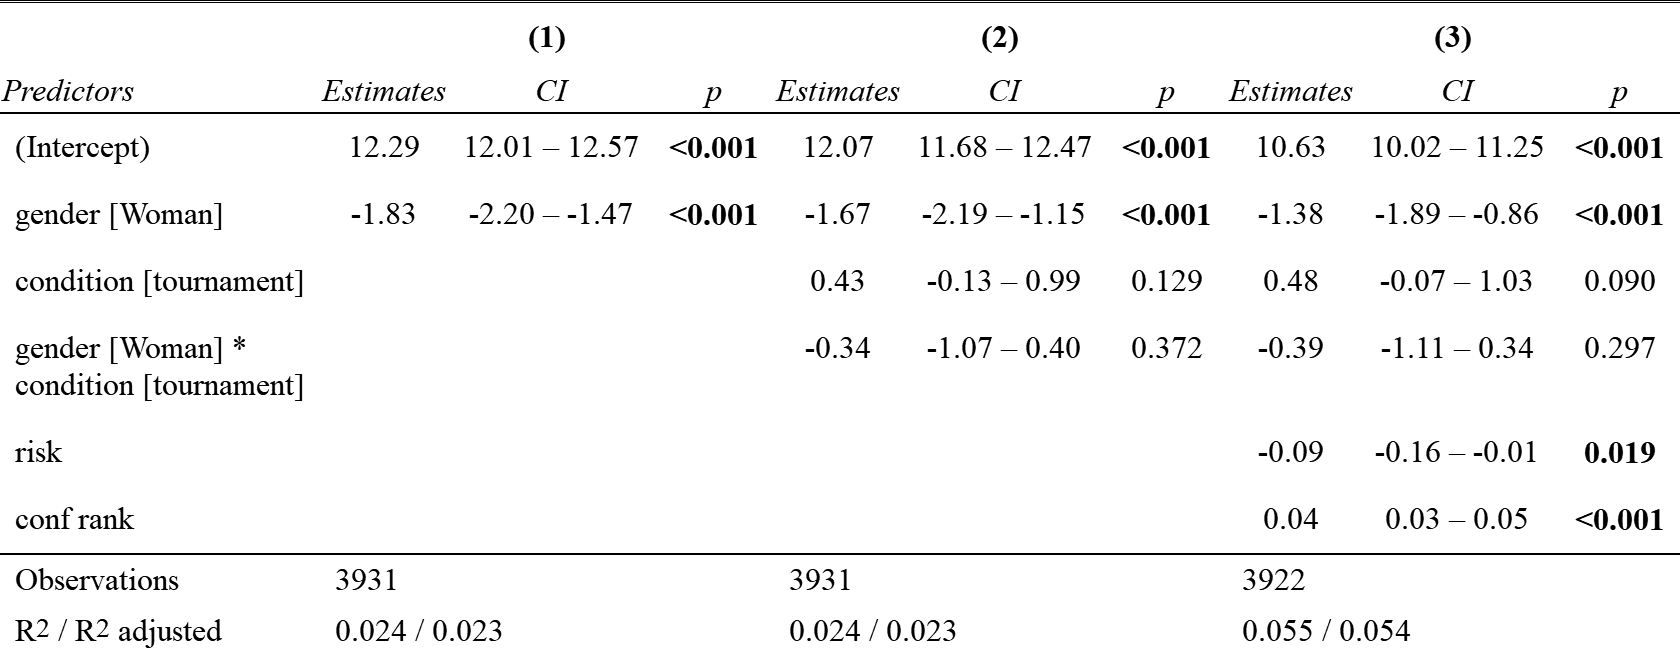 (1) (2) (3)
Predictors Estimates CI p Estimates CI p Estimates CI p
(Intercept) 12.29 12.01 – 12.57 <0.001 12.07 11.68 – 12.47 <0.001 10.63 10.02 – 11.25 <0.001
gender [Woman] -1.83 -2.20 – -1.47 <0.001 -1.67 -2.19 – -1.15 <0.001 -1.38 -1.89 – -0.86 <0.001
condition [tournament] 0.43 -0.13 – 0.99 0.129 0.48 -0.07 – 1.03 0.090
gender [Woman] * -0.34 -1.07 – 0.40 0.372 -0.39 -1.11 – 0.34 0.297
condition [tournament]
risk -0.09 -0.16 – -0.01 0.019
conf rank 0.04 0.03 – 0.05 <0.001
Observations 3931 3931 3922
R2 / R2 adjusted 0.024 / 0.023 0.024 / 0.023 0.055 / 0.054